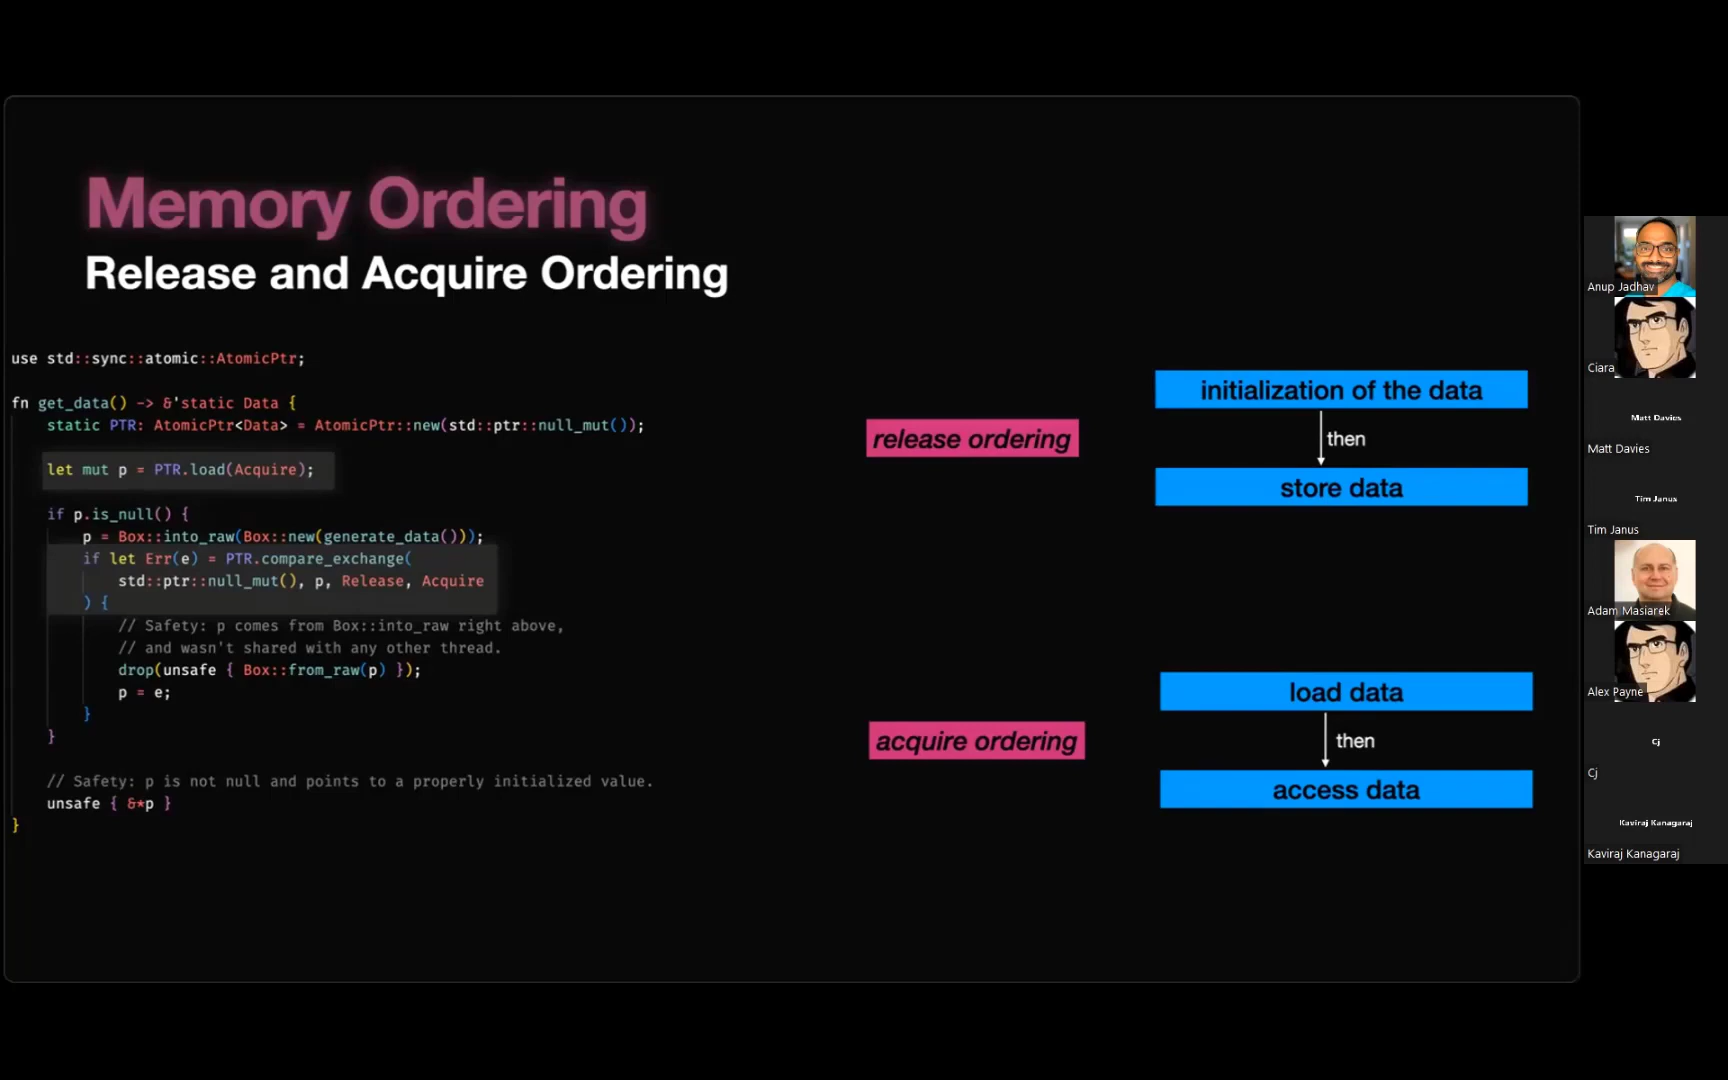 Memory Ordering
Release and Acquire Ordering
use std::sync::atomic::AtomicPtr;
fn get_data() -> &'static Data {
static PTR: AtomicPtr<Data> = AtomicPtr::new(std::ptr::null_mut());
let mut p = PTR.load(Acquire);
if p.is_null() {
p = Box::into_raw(Box::new(generate_data()));
if let Err(e) = PTR.compare_exchange(
std::ptr::null_mut(), p, Release, Acquire
) {
// Safety: p comes from Box::into_raw right above,
// and wasn't shared with any other thread.
drop(unsafe { Box::from_raw(p) });
p = e;
}
}
// Safety: p is not null and points to a properly initialized value.
unsafe { &*p }
}
release ordering
initialization of the data
then
store data
acquire ordering
load data
then
access data
Anup Jadhav
Ciara
Matt Davies
Matt Davies
Tim Janus
Tim Janus
Adam Masiarek
Alex Payne
Cj
Cj
Kaviraj Kanagaraj
Kaviraj Kanagaraj